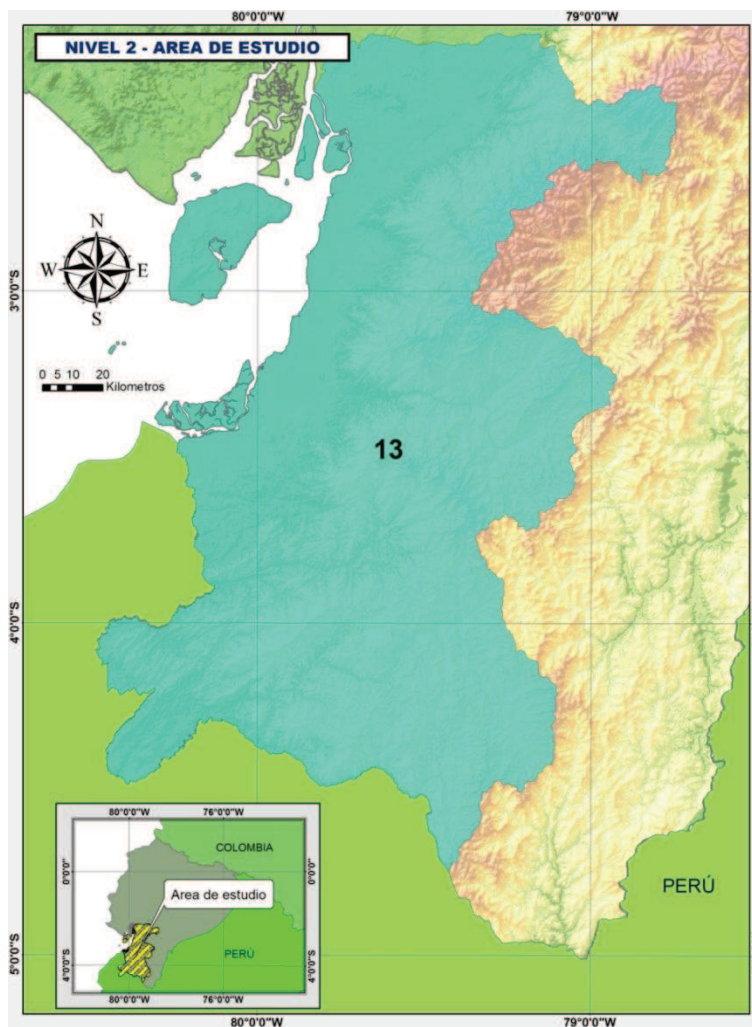 80°0'0"W 79°0'0"W
NIVEL 2 - AREA DE ESTUDIO
N
W E
S
3°0'0"S
0 5 10 20
Kilometros
13
4°0'0"S
80°0'0"W 76°0'0"W
COLOMBIA
0°0'0"
0°0'0"
Area de estudio
PERÚ
4°0'0"S
4°0'0"S
80°0'0"W 76°0'0"W
PERÚ
5°0'0"S
80°0'0"W 79°0'0"W